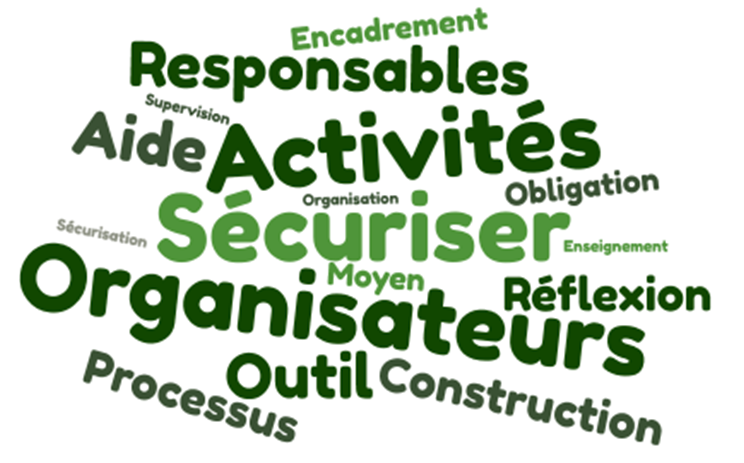 Encadrement
Responsables
Supervision
Aide
Activités
Obligation
Organisation
Sécuriser
Sécurisation
Enseignement
Moyen
Organisateurs
Réflexion
Outil
Construction
Processus